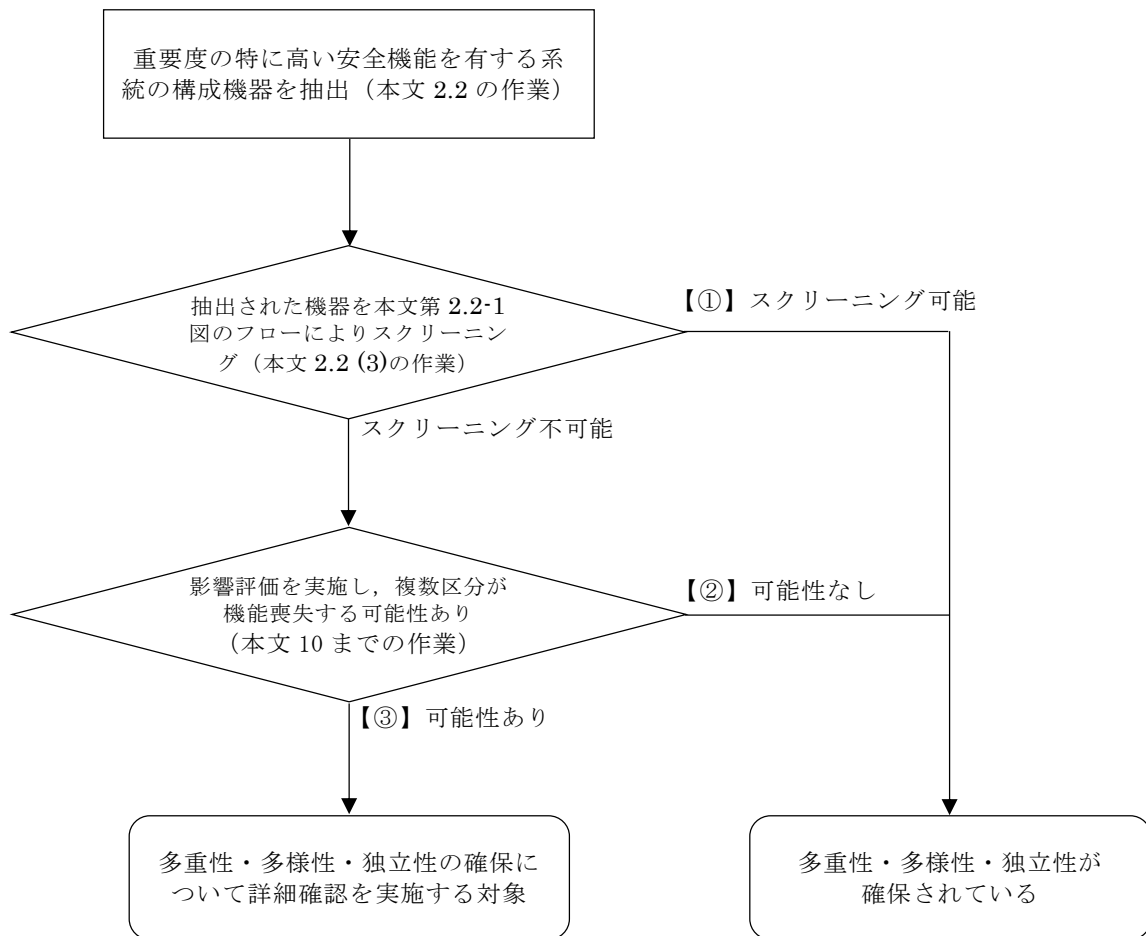 重要度の特に高い安全機能を有する系
統の構成機器を抽出（本文 2.2 の作業）
抽出された機器を本文第 2.2-1
図のフローによりスクリーニン
グ（本文 2.2 (3)の作業）
【①】スクリーニング可能
スクリーニング不可能
影響評価を実施し，複数区分が
機能喪失する可能性あり
（本文 10 までの作業）
【②】可能性なし
【③】可能性あり
多重性・多様性・独立性の確保に
ついて詳細確認を実施する対象
多重性・多様性・独立性が
確保されている